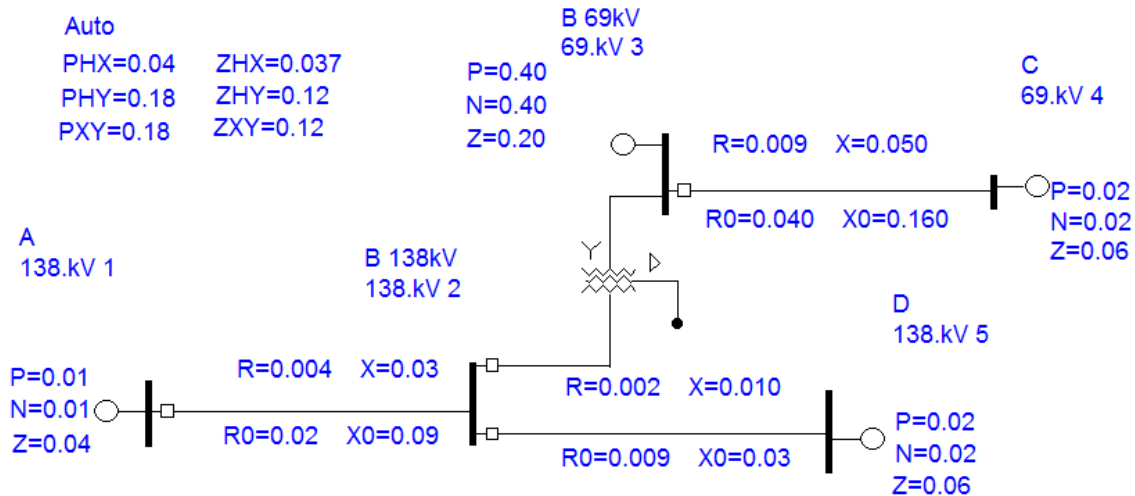 Auto
PHX=0.04 ZHX=0.037
PHY=0.18 ZHY=0.12
PXY=0.18 ZXY=0.12
B 69kV
69.kV 3
P=0.40
N=0.40
Z=0.20
C
69.kV 4
R=0.009 X=0.050
R0=0.040 X0=0.160
P=0.02
N=0.02
Z=0.06
A
138.kV 1
B 138kV
138.kV 2
D
138.kV 5
P=0.01
N=0.01
Z=0.04
R=0.004 X=0.03
R0=0.02 X0=0.09
R=0.002 X=0.010
R0=0.009 X0=0.03
P=0.02
N=0.02
Z=0.06